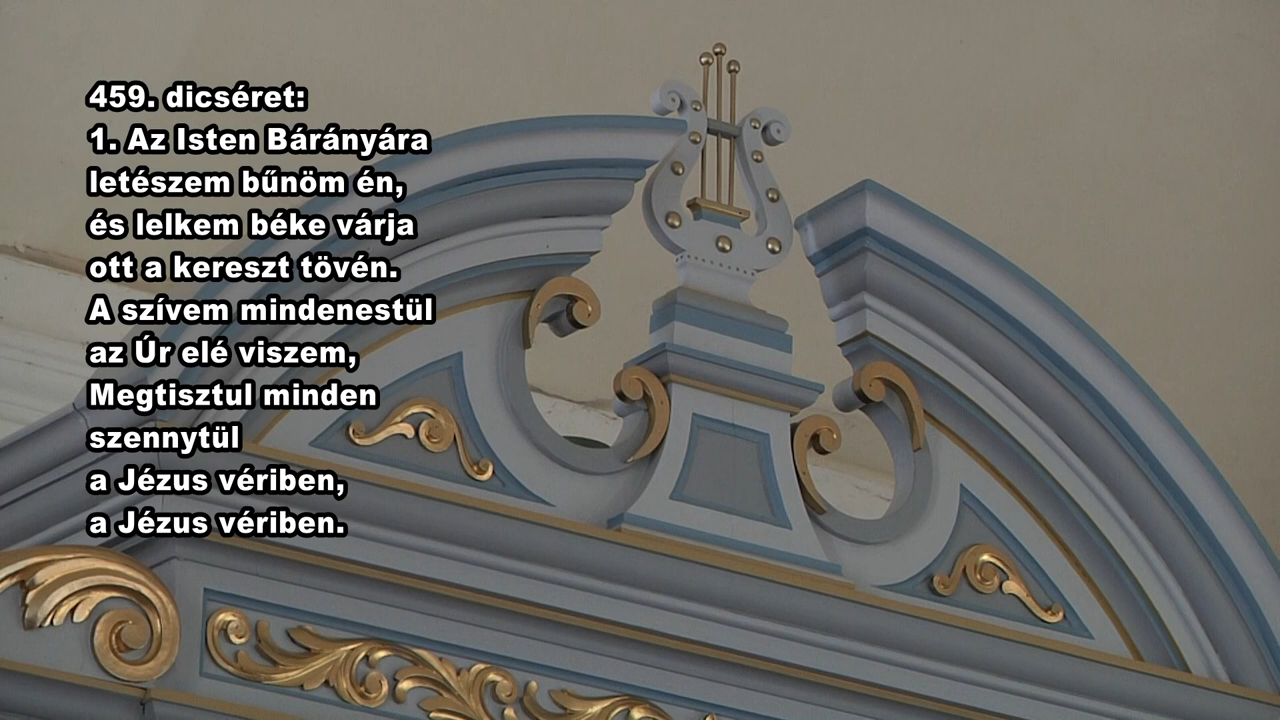 459. dicséret:
1. Az Isten Bárányára
letészem bűnöm én,
és lelkem béke várja
ott a kereszt tövén.
A szívem mindenestül
az Úr elé viszem,
Megtisztul minden
szennytül
a Jézus vériben,
a Jézus vériben.